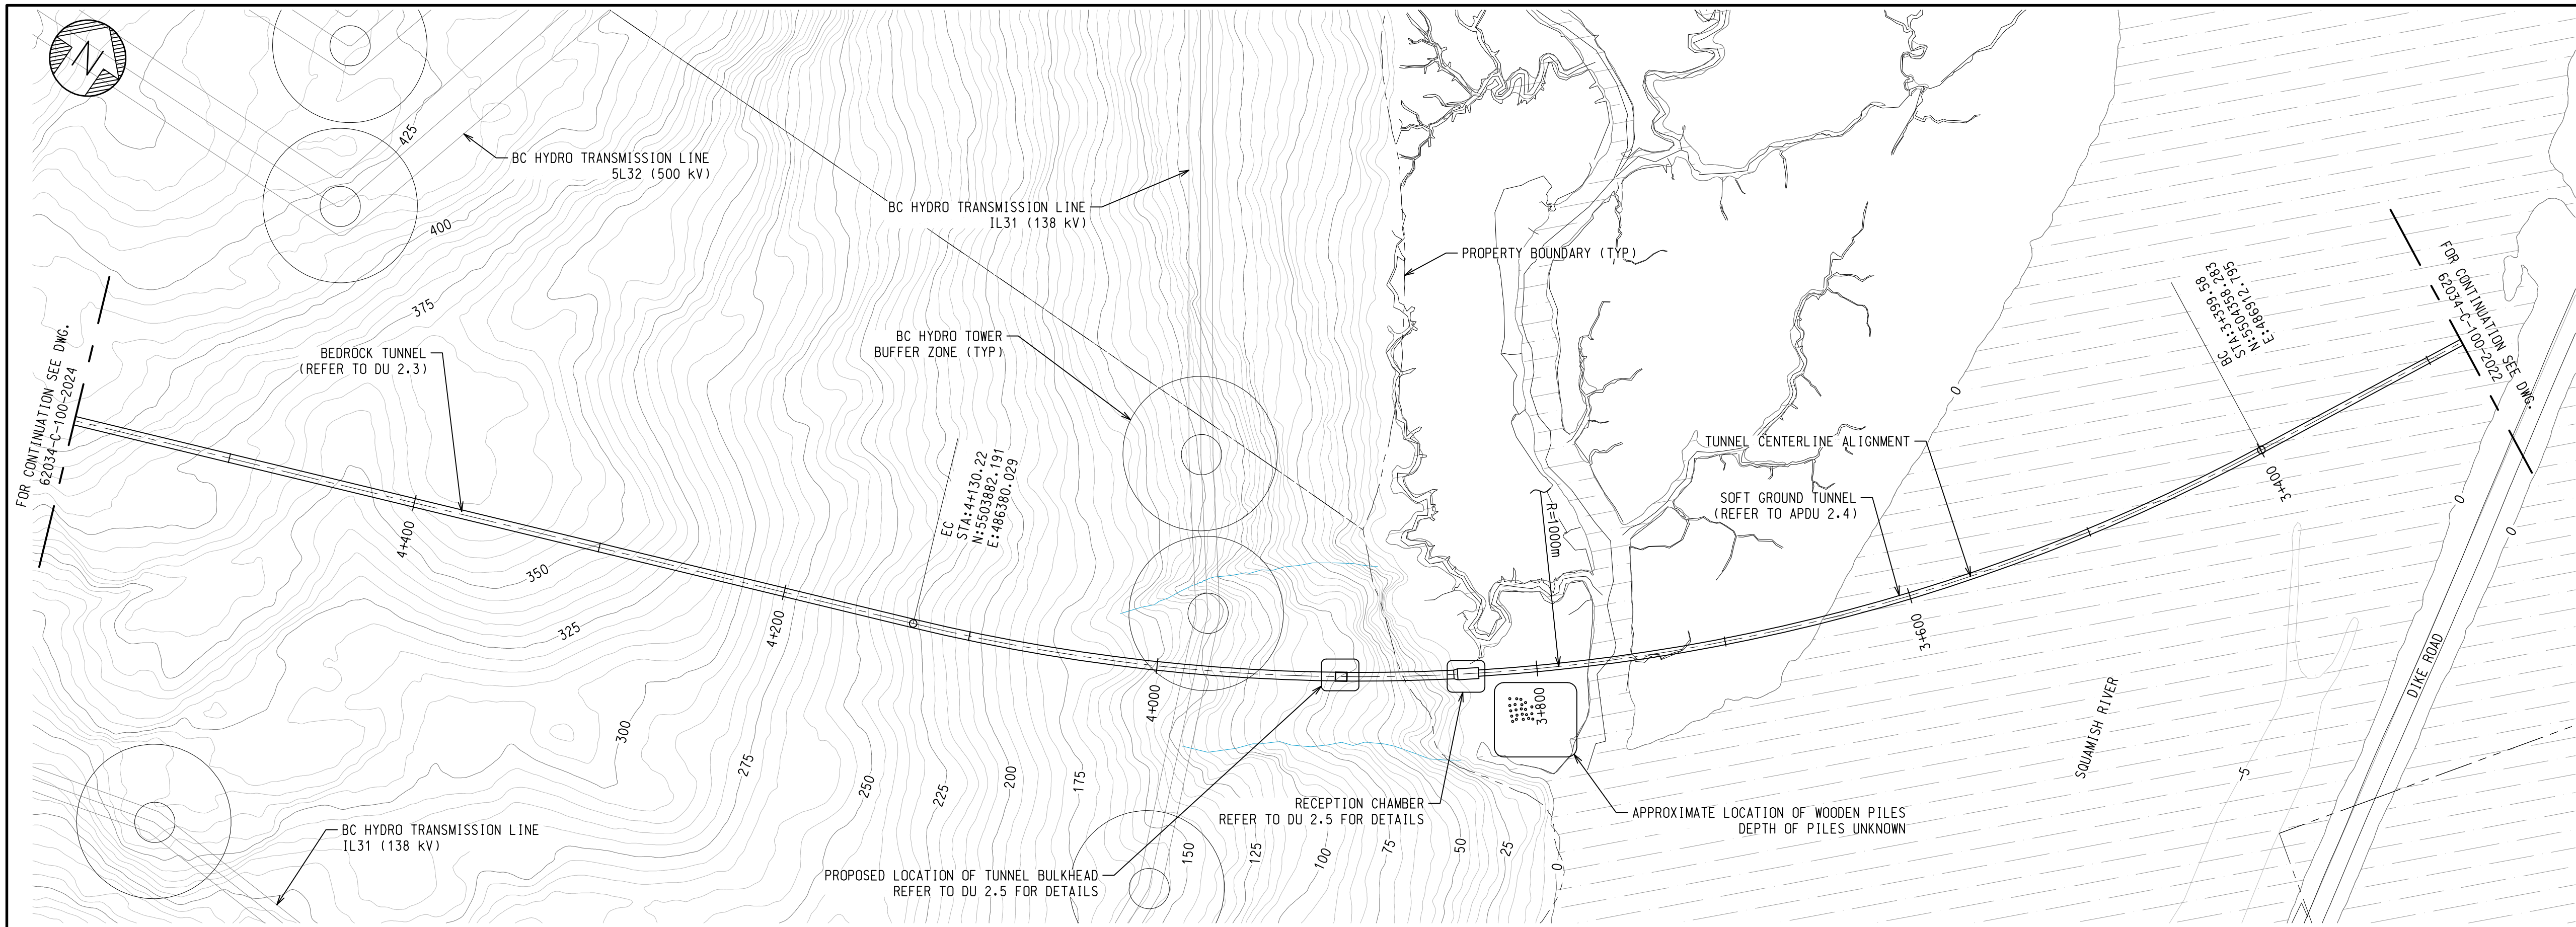 N
425
BC HYDRO TRANSMISSION LINE
5L32 (500 kV)
400
BC HYDRO TRANSMISSION LINE
IL31 (138 kV)
PROPERTY BOUNDARY (TYP)
375
BC HYDRO TOWER
BUFFER ZONE (TYP)
BEDROCK TUNNEL
(REFER TO DU 2.3)
FOR CONTINUATION SEE DWG.
62034-C-100-2024
BC
STA:3+399.58
N:5504358.283
E:486912.795
FOR CONTINUATION SEE DWG.
62034-C-100-2022
0
TUNNEL CENTERLINE ALIGNMENT
SOFT GROUND TUNNEL
(REFER TO APDU 2.4)
3+400
0
0
EC
STA:4+130.22
N:5503882.191
E:486380.029
R=1000m
4+400
350
325
4+200
3+600
4+000
3+800
300
275
250
225
200
175
150
125
100
75
50
25
0
SQUAMISH RIVER
-5
DIKE ROAD
RECEPTION CHAMBER
REFER TO DU 2.5 FOR DETAILS
APPROXIMATE LOCATION OF WOODEN PILES
DEPTH OF PILES UNKNOWN
BC HYDRO TRANSMISSION LINE
IL31 (138 kV)
PROPOSED LOCATION OF TUNNEL BULKHEAD
REFER TO DU 2.5 FOR DETAILS